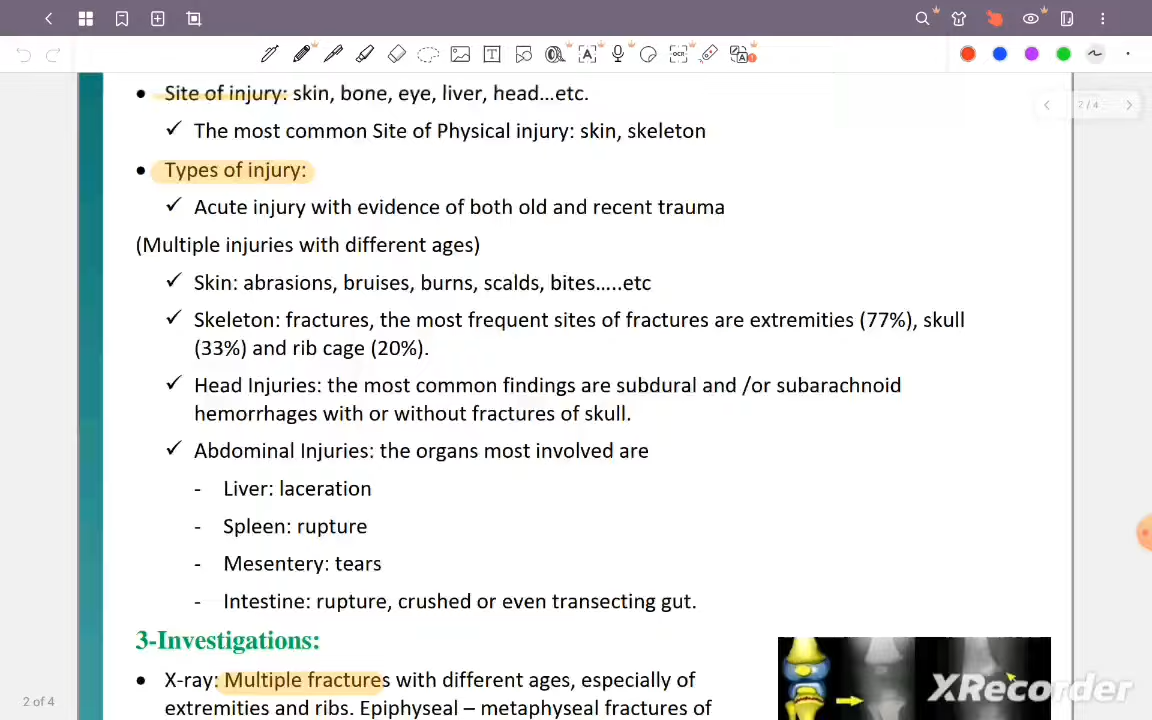 2 / 4
• Site of injury: skin, bone, eye, liver, head...etc.
✓ The most common Site of Physical injury: skin, skeleton
• Types of injury:
✓ Acute injury with evidence of both old and recent trauma
(Multiple injuries with different ages)
✓ Skin: abrasions, bruises, burns, scalds, bites.....etc
✓ Skeleton: fractures, the most frequent sites of fractures are extremities (77%), skull
(33%) and rib cage (20%).
✓ Head Injuries: the most common findings are subdural and /or subarachnoid
hemorrhages with or without fractures of skull.
✓ Abdominal Injuries: the organs most involved are
- Liver: laceration
- Spleen: rupture
- Mesentery: tears
- Intestine: rupture, crushed or even transecting gut.
3-Investigations:
• X-ray: Multiple fractures with different ages, especially of
extremities and ribs. Epiphyseal – metaphyseal fractures of
2 of 4
XRecorder